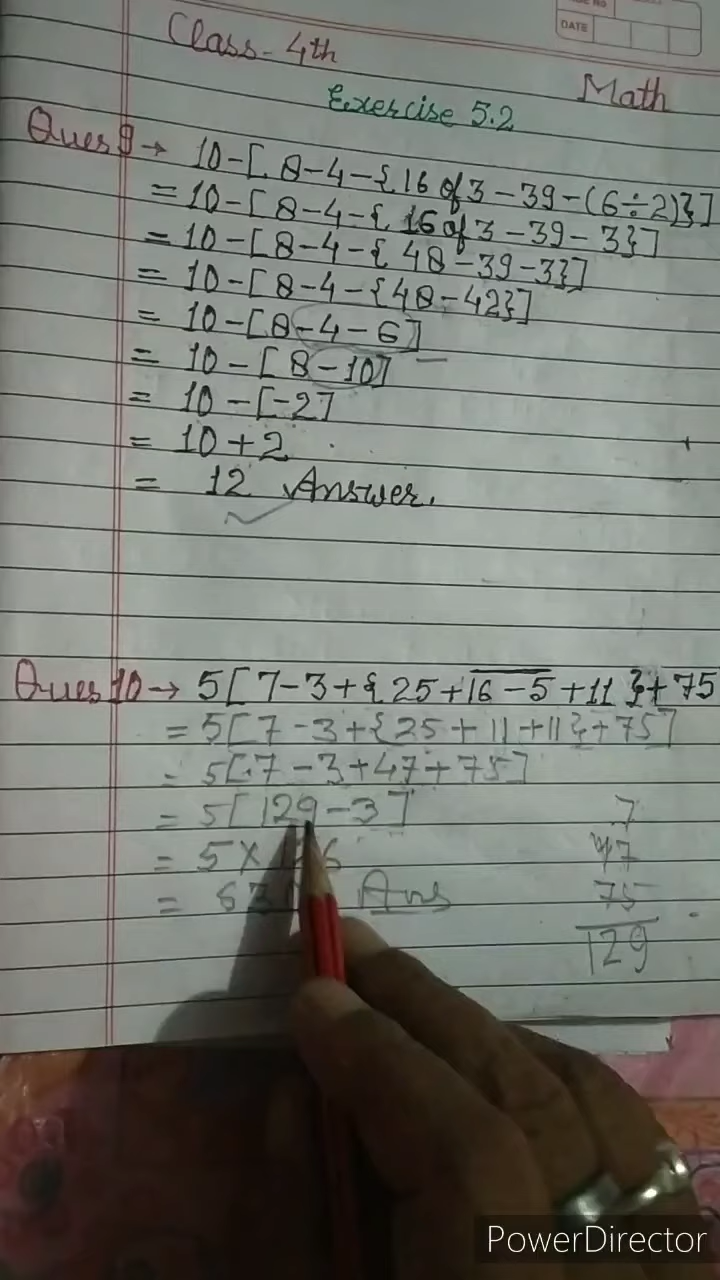 DATE
Class-4th
Math
Exercise 5.2
Ques 9 → 10-[8-4-{16 of 3-39-(6÷2)}]
= 10-[8-4-{16 of 3-39-3}]
= 10-[8-4-{48-39-3}]
= 10-[8-4-{48-42}]
= 10-[8-4-6]
= 10-[8-10]
= 10-[-2]
= 10+2
= 12 Answer.
Ques 10 → 5[7-3+{25+1̅6̅-̅5̅+11}+75
= 5[7-3+{25+11+11}+75]
= 5[7-3+47+75]
= 5[129-3]
7
= 5×
47
= Ans
75
129
PowerDirector